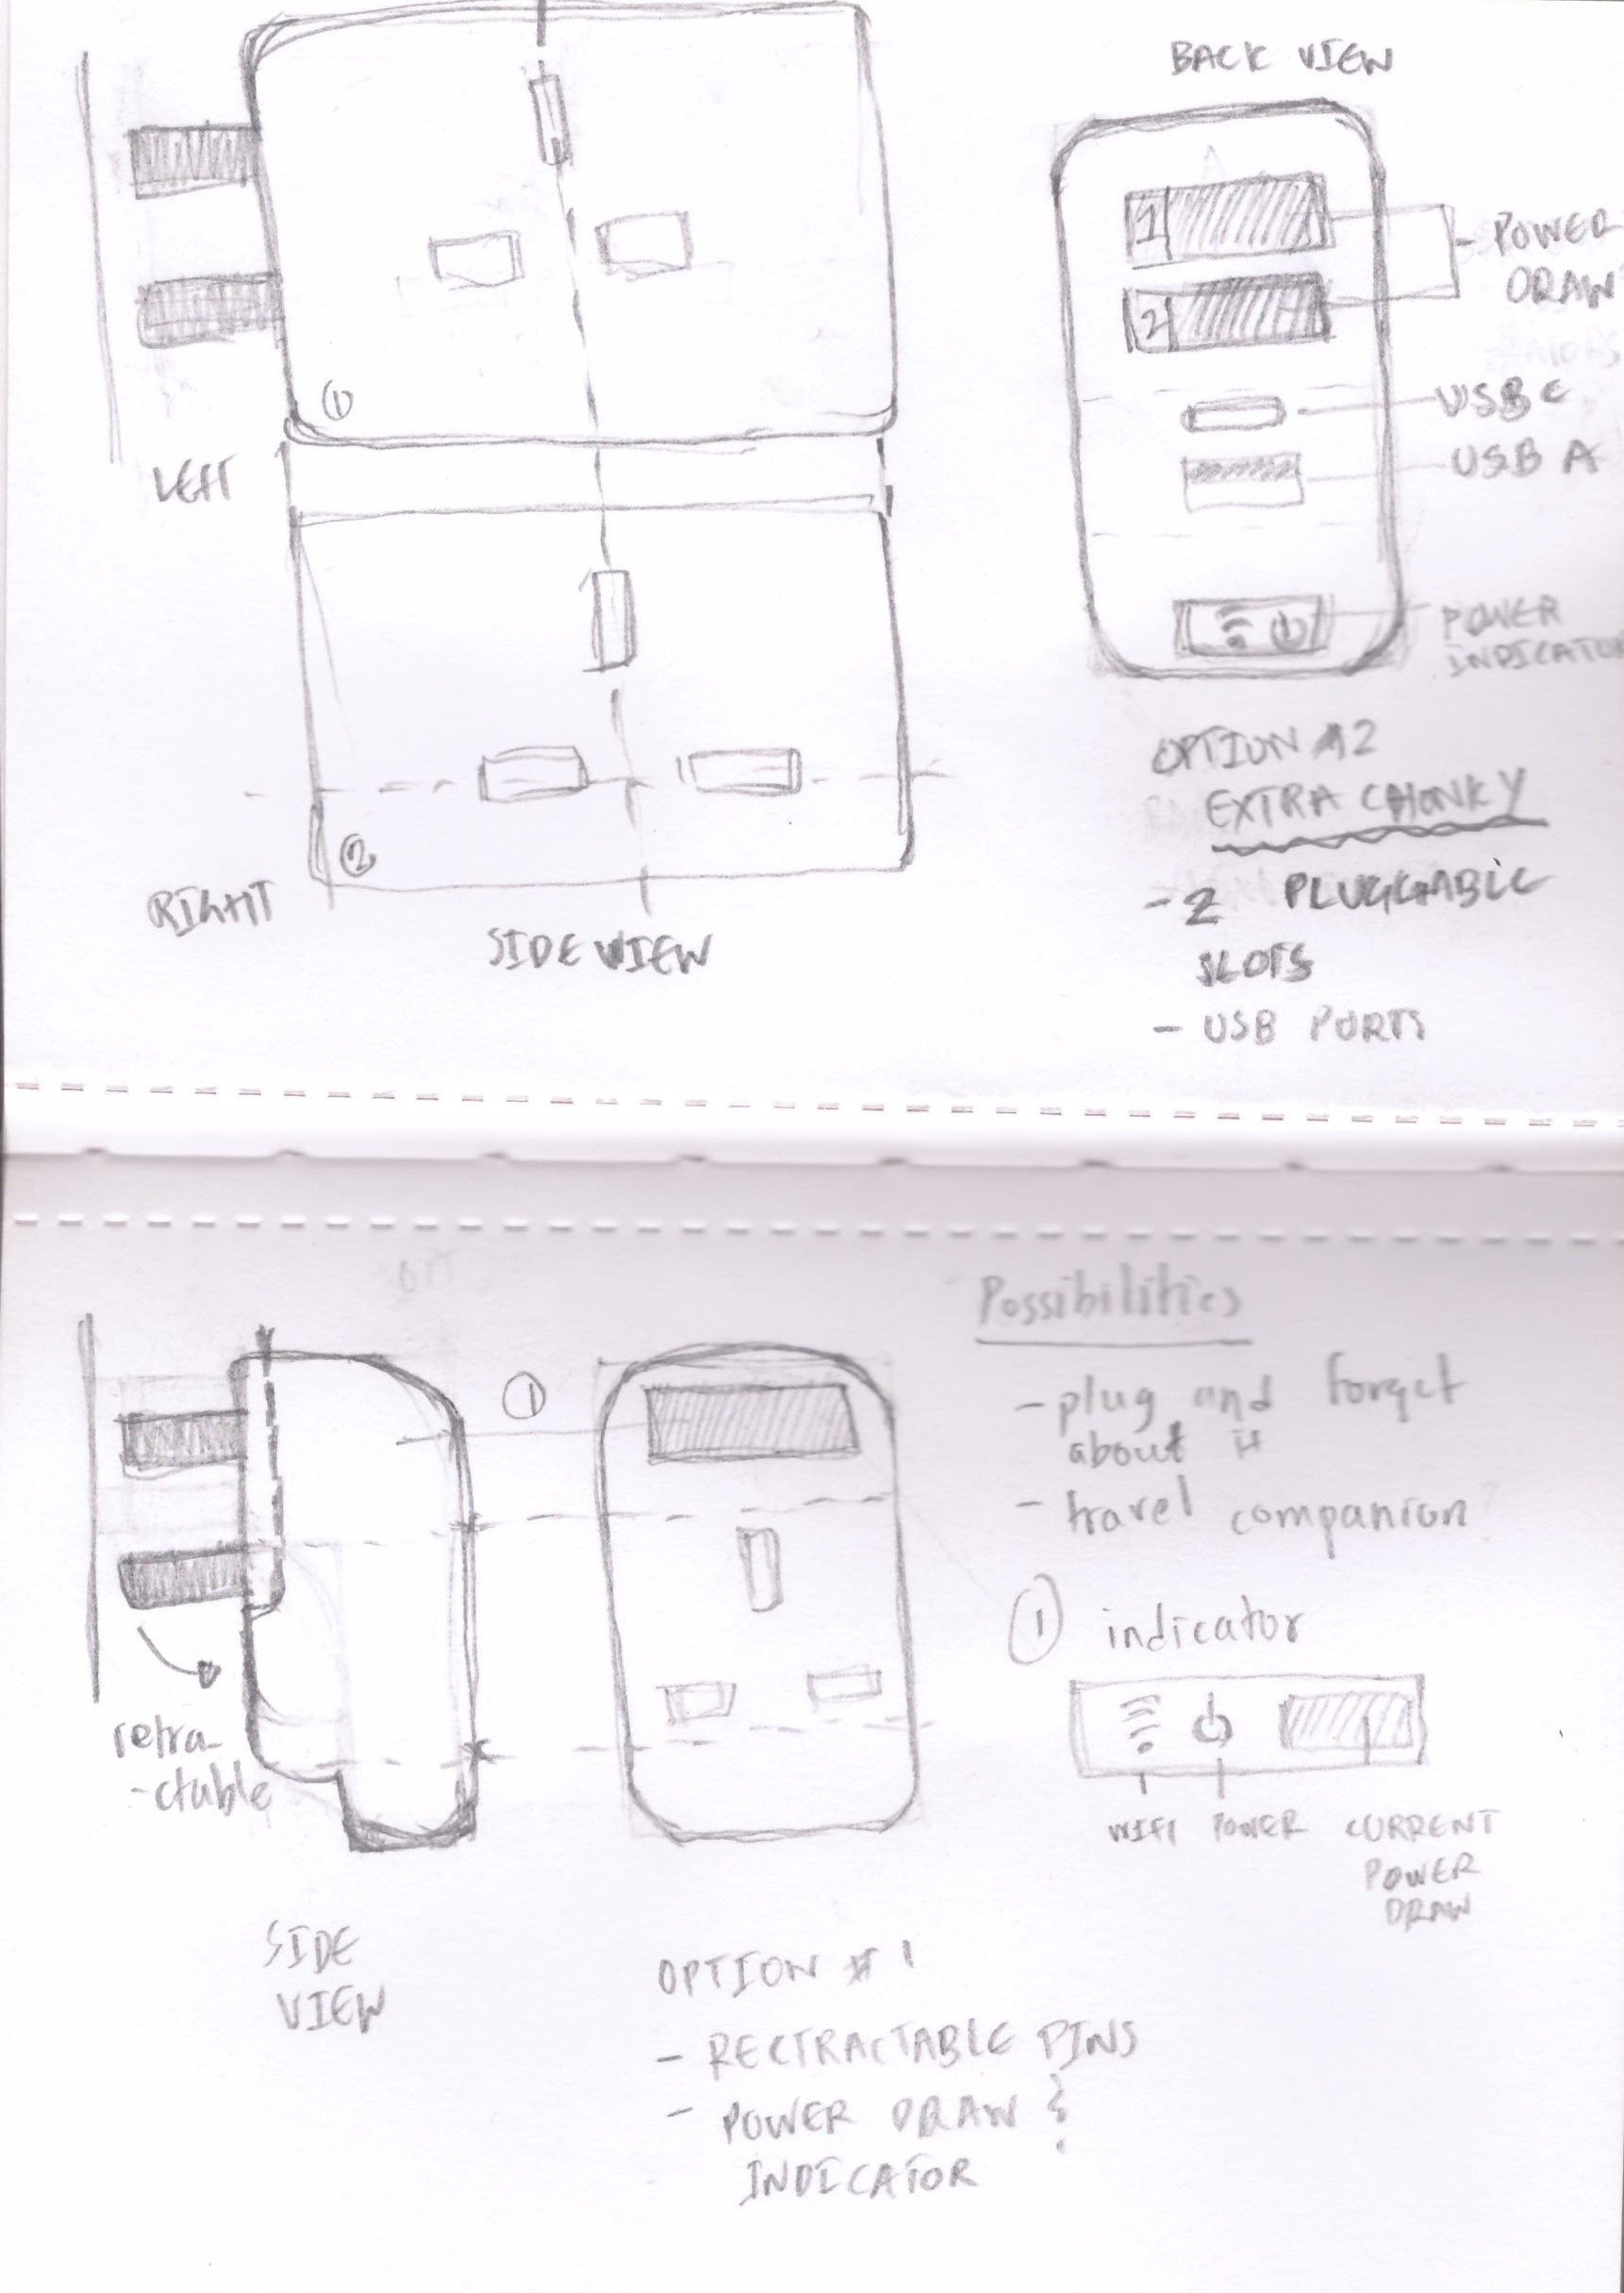 BACK VIEW
1
2
- POWER
DRAW
USB C
USB A
POWER
INDICATOR
①
LEFT
②
RIGHT
SIDE VIEW
OPTION #2
EXTRA CHONKY
- 2 PLUGGABLE
SLOTS
- USB PORTS
Possibilities
- plug and forget
about it
- travel companion?
①
① indicator
WIFI POWER CURRENT
POWER
DRAW
retra-
-ctable
SIDE
VIEW
OPTION #1
- RECTRACTABLE PINS
- POWER DRAW &
INDICATOR